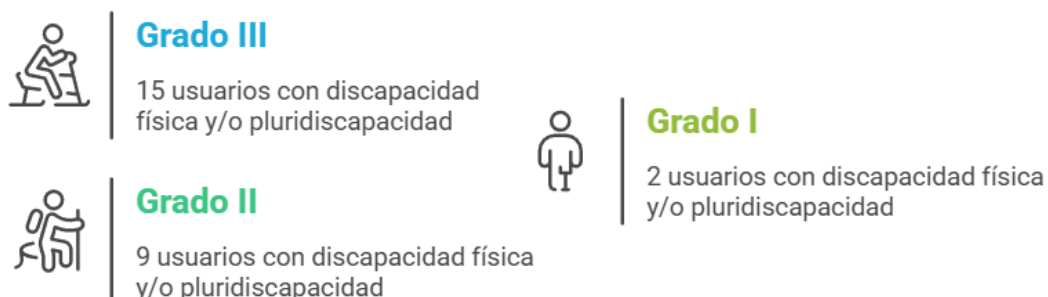 Grado III
15 usuarios con discapacidad
física y/o pluridiscapacidad
Grado II
9 usuarios con discapacidad física
y/o pluridiscapacidad
Grado I
2 usuarios con discapacidad física
y/o pluridiscapacidad